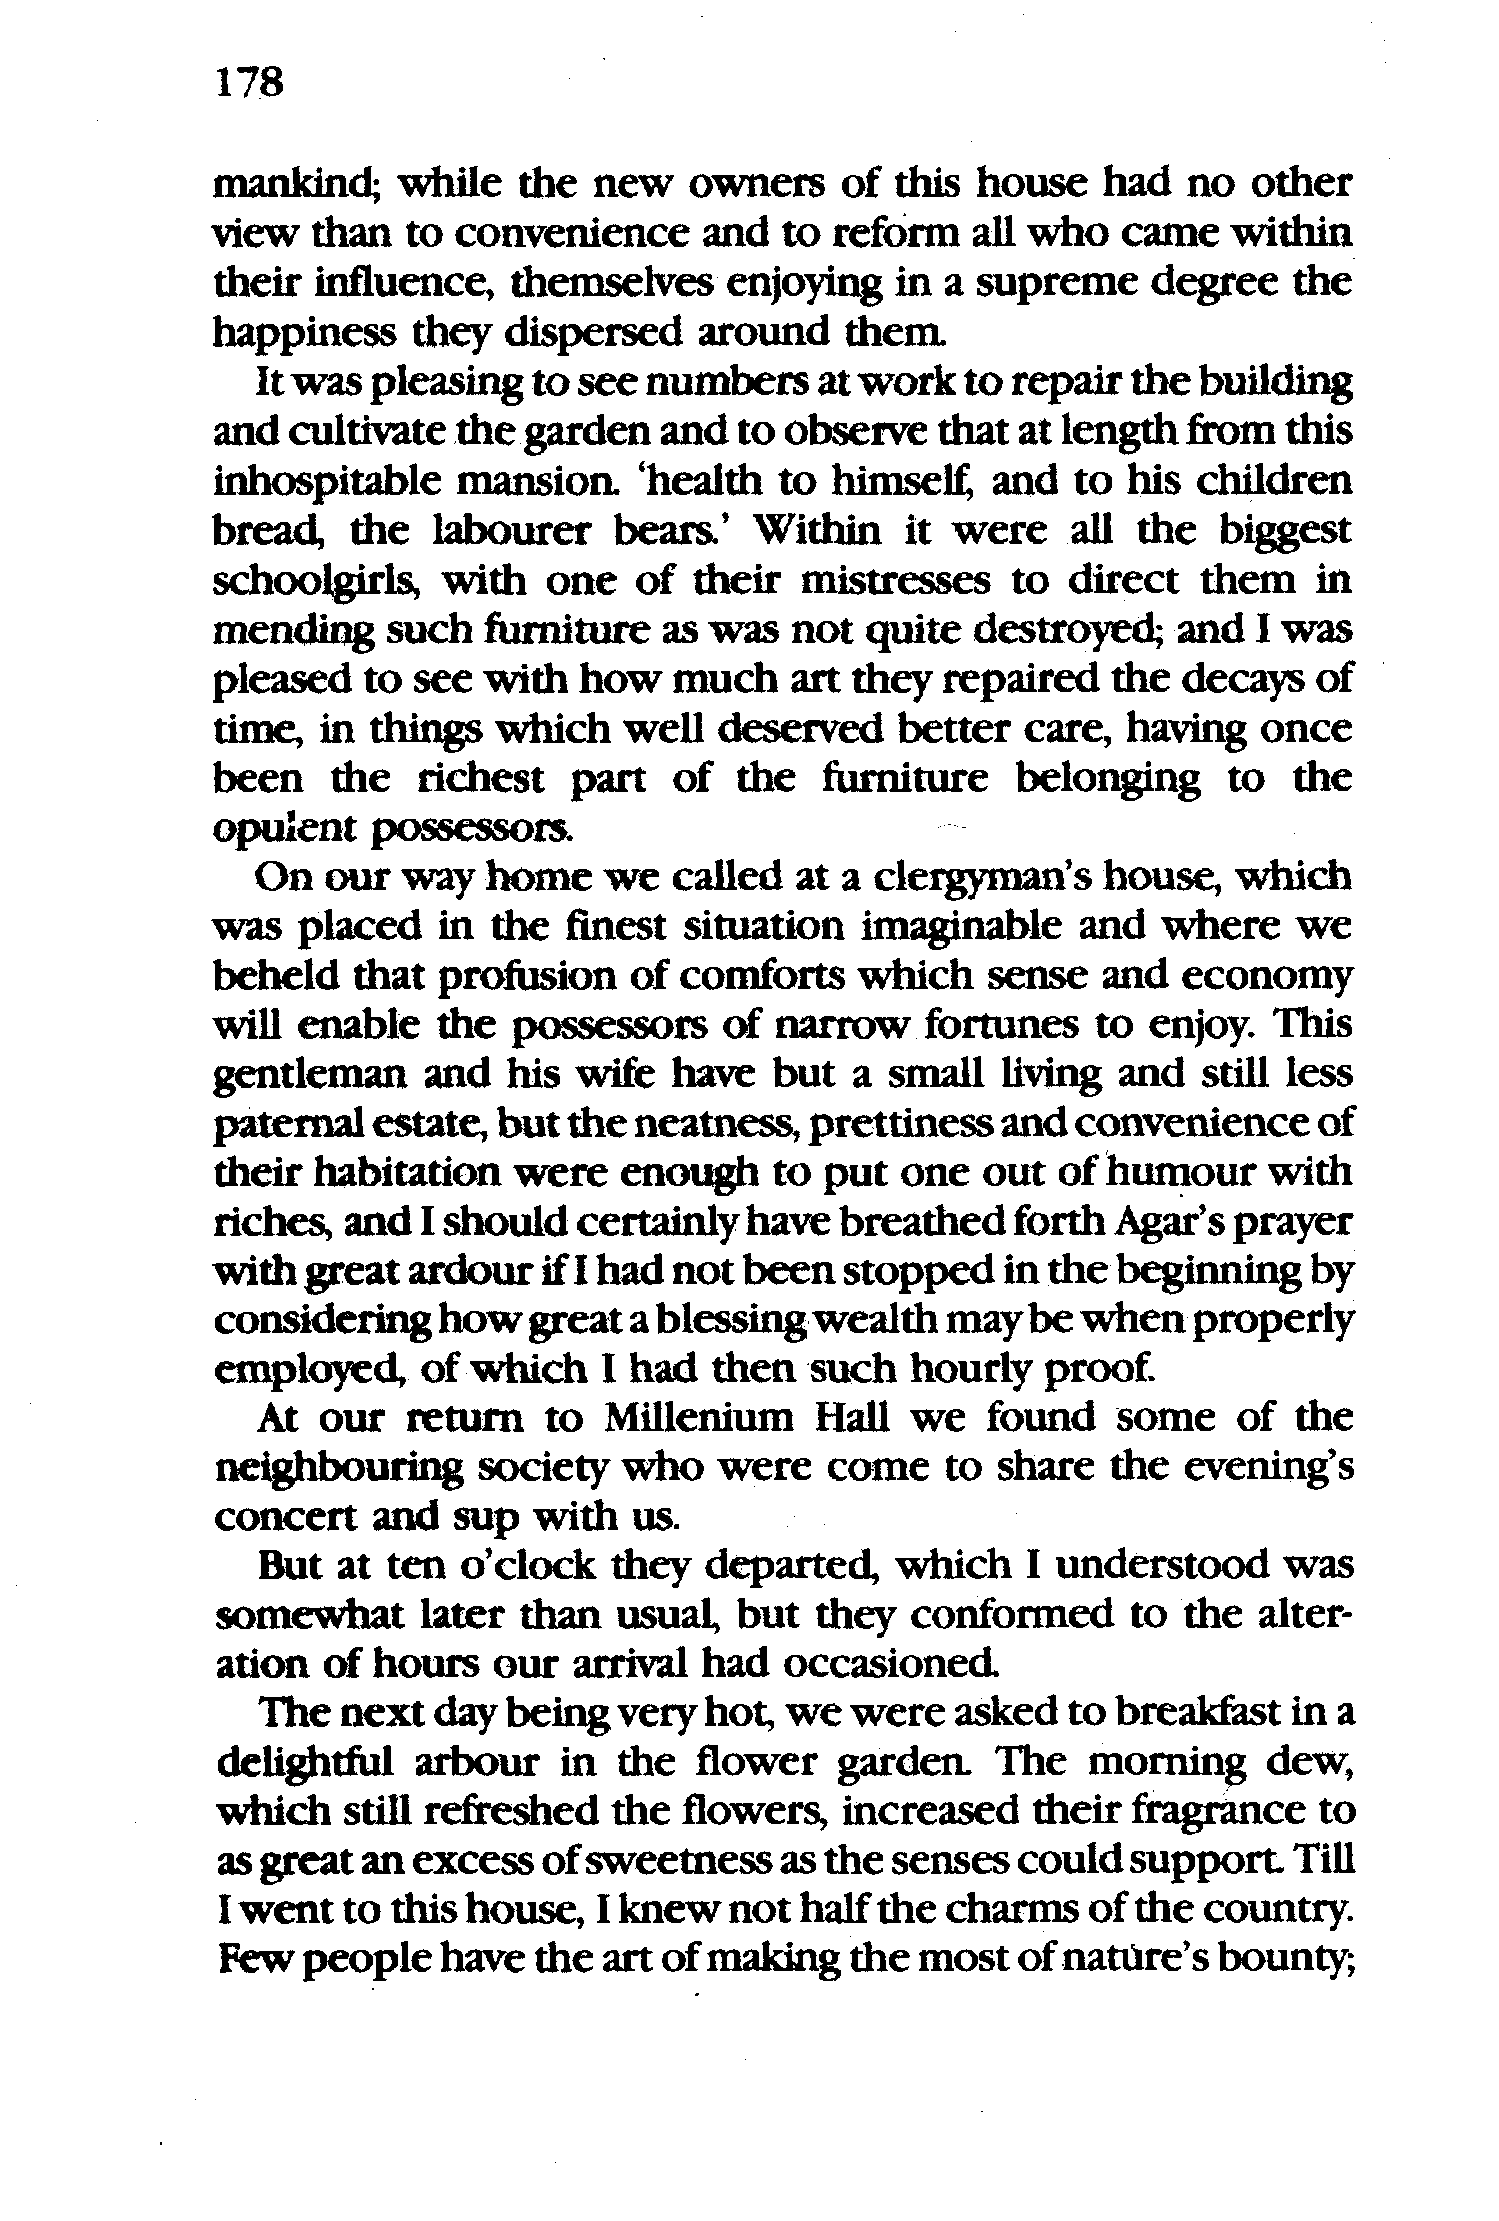 178
mankind; while the new owners of this house had no other
view than to convenience and to reform all who came within
their influence, themselves enjoying in a supreme degree the
happiness they dispersed around them.
It was pleasing to see numbers at work to repair the building
and cultivate the garden and to observe that at length from this
inhospitable mansion. ‘health to himself, and to his children
bread, the labourer bears.’ Within it were all the biggest
schoolgirls, with one of their mistresses to direct them in
mending such furniture as was not quite destroyed; and I was
pleased to see with how much art they repaired the decays of
time, in things which well deserved better care, having once
been the richest part of the furniture belonging to the
opulent possessors.
On our way home we called at a clergyman’s house, which
was placed in the finest situation imaginable and where we
beheld that profusion of comforts which sense and economy
will enable the possessors of narrow fortunes to enjoy. This
gentleman and his wife have but a small living and still less
paternal estate, but the neatness, prettiness and convenience of
their habitation were enough to put one out of humour with
riches, and I should certainly have breathed forth Agar’s prayer
with great ardour if I had not been stopped in the beginning by
considering how great a blessing wealth may be when properly
employed, of which I had then such hourly proof.
At our return to Millenium Hall we found some of the
neighbouring society who were come to share the evening’s
concert and sup with us.
But at ten o’clock they departed, which I understood was
somewhat later than usual, but they conformed to the alter-
ation of hours our arrival had occasioned.
The next day being very hot, we were asked to breakfast in a
delightful arbour in the flower garden. The morning dew,
which still refreshed the flowers, increased their fragrance to
as great an excess of sweetness as the senses could support. Till
I went to this house, I knew not half the charms of the country.
Few people have the art of making the most of nature’s bounty;